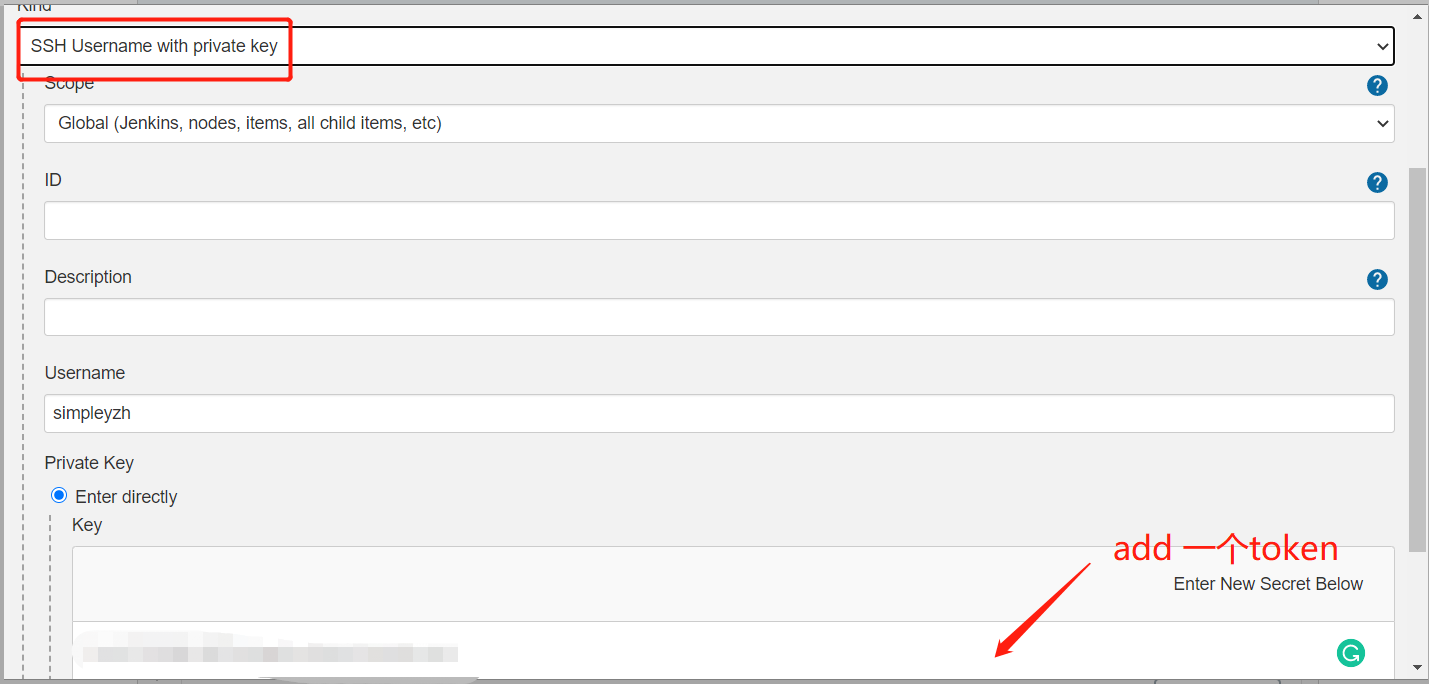 Kind
SSH Username with private key
Scope
Global (Jenkins, nodes, items, all child items, etc)
ID
Description
Username
simpleyzh
Private Key
Enter directly
Key
add 一个token
Enter New Secret Below